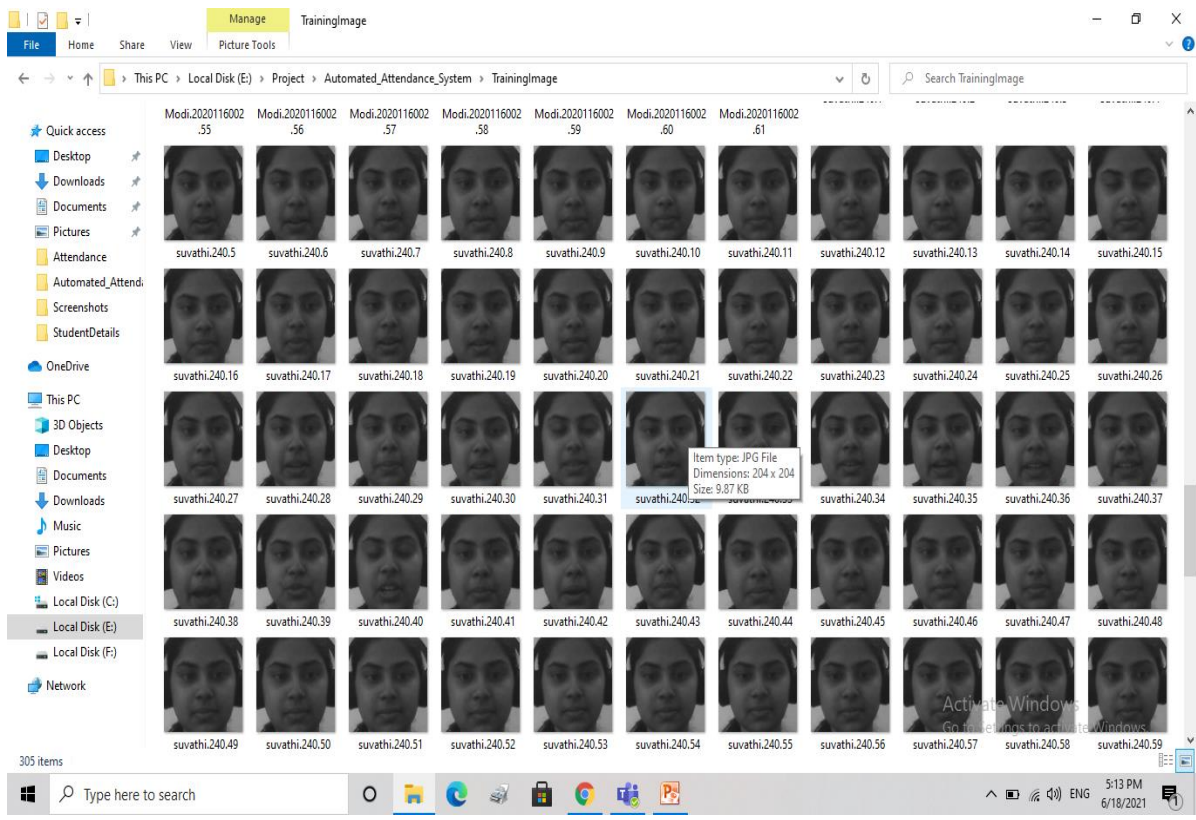 Manage
TrainingImage
File
Home
Share
View
Picture Tools
This PC > Local Disk (E:) > Project > Automated_Attendance_System > TrainingImage
Search TrainingImage
Quick access
Desktop
Downloads
Documents
Pictures
Attendance
Automated_Attend
Screenshots
StudentDetails
OneDrive
This PC
3D Objects
Desktop
Documents
Downloads
Music
Pictures
Videos
Local Disk (C:)
Local Disk (E:)
Local Disk (F:)
Network
Modi.2020116002 Modi.2020116002 Modi.2020116002 Modi.2020116002 Modi.2020116002 Modi.2020116002 Modi.2020116002
.55 .56 .57 .58 .59 .60 .61
suvathi.240.5 suvathi.240.6 suvathi.240.7 suvathi.240.8 suvathi.240.9 suvathi.240.10 suvathi.240.11 suvathi.240.12 suvathi.240.13 suvathi.240.14 suvathi.240.15
suvathi.240.16 suvathi.240.17 suvathi.240.18 suvathi.240.19 suvathi.240.20 suvathi.240.21 suvathi.240.22 suvathi.240.23 suvathi.240.24 suvathi.240.25 suvathi.240.26
Item type: JPG File
Dimensions: 204 x 204
Size: 9.87 KB
suvathi.240.27 suvathi.240.28 suvathi.240.29 suvathi.240.30 suvathi.240.31 suvathi.240.34 suvathi.240.35 suvathi.240.36 suvathi.240.37
suvathi.240.38 suvathi.240.39 suvathi.240.40 suvathi.240.41 suvathi.240.42 suvathi.240.43 suvathi.240.44 suvathi.240.45 suvathi.240.46 suvathi.240.47 suvathi.240.48
suvathi.240.49 suvathi.240.50 suvathi.240.51 suvathi.240.52 suvathi.240.53 suvathi.240.54 suvathi.240.55 suvathi.240.56 suvathi.240.57 suvathi.240.58 suvathi.240.59
Activate Windows
Go to Settings to activate Windows.
305 items
Type here to search
ENG
5:13 PM
6/18/2021
1